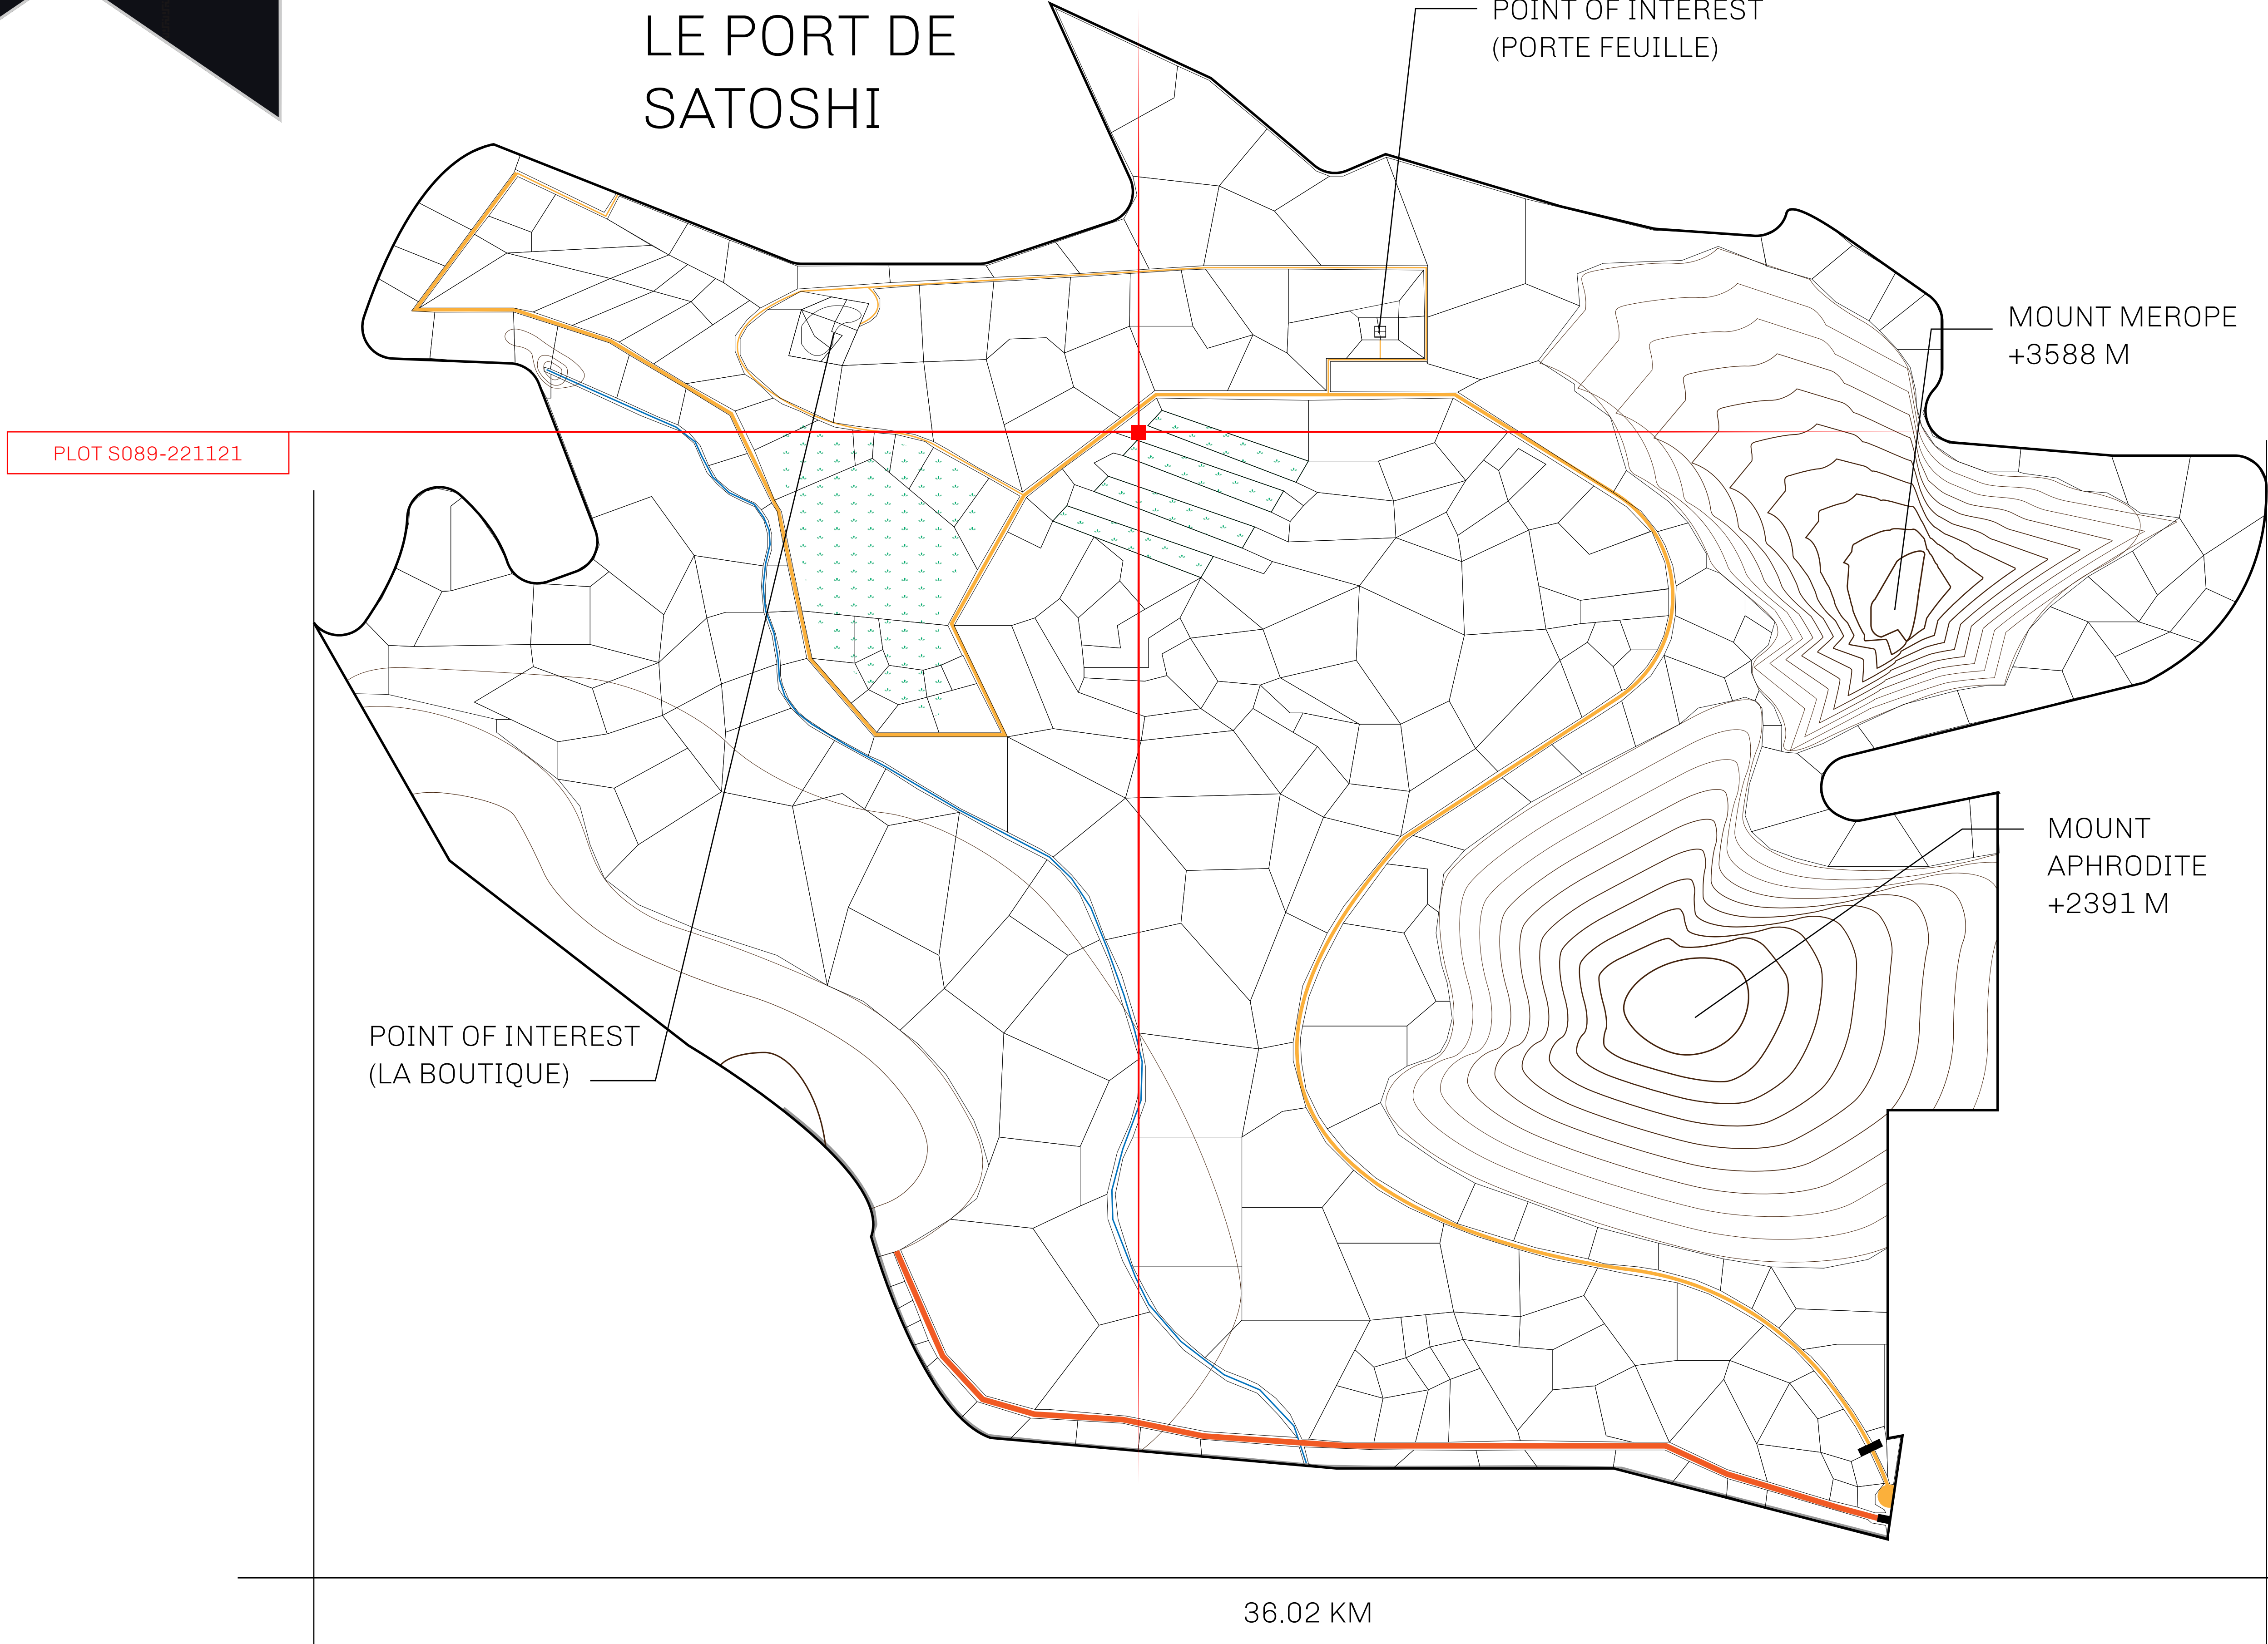 LE PORT DE
SATOSHI
POINT OF INTEREST
(PORTE FEUILLE)
MOUNT MEROPE
+3588 M
PLOT S089-221121
MOUNT
APHRODITE
+2391 M
POINT OF INTEREST
(LA BOUTIQUE)
36.02 KM